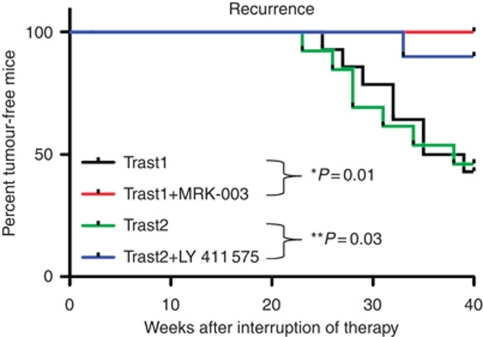 Recurrence
Percent tumour-free mice
100
50
0
Trast1
Trast1+MRK-003
*P=0.01
Trast2
Trast2+LY 411 575
**P=0.03
0 10 20 30 40
Weeks after interruption of therapy